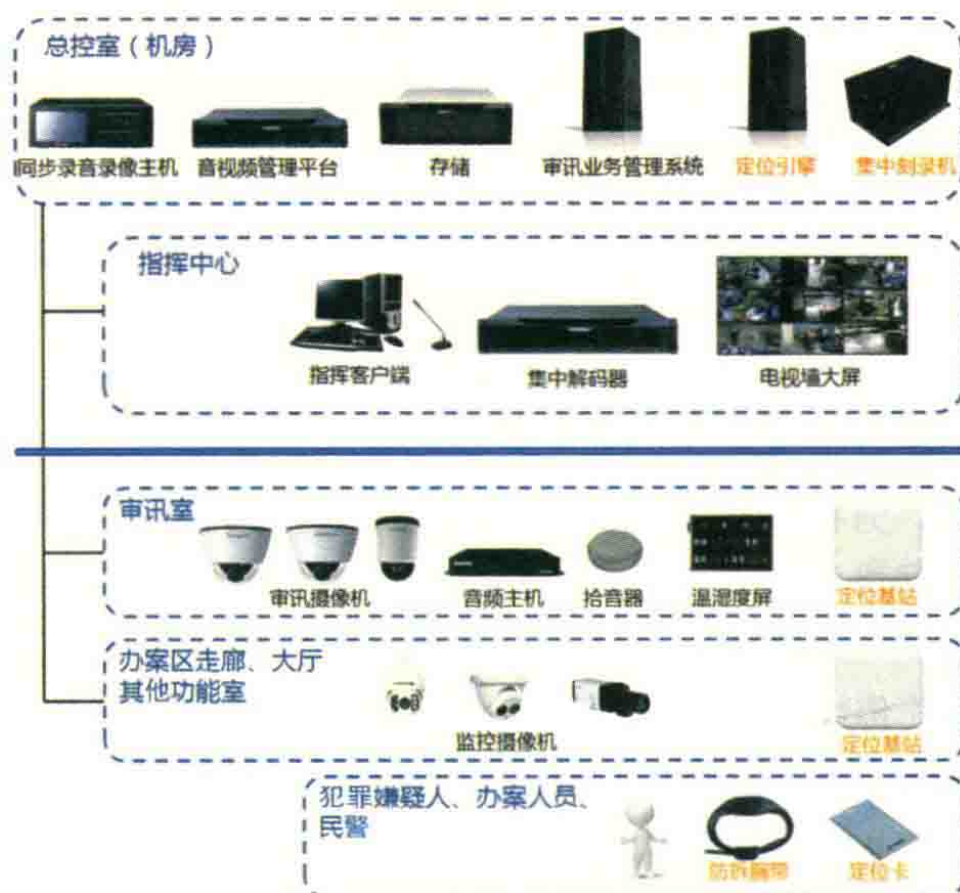 总控室（机房）
同步录音录像主机 音视频管理平台 存储 审讯业务管理系统 定位引擎 集中刻录机
指挥中心
指挥客户端 集中解码器 电视墙大屏
审讯室
审讯摄像机 音频主机 拾音器 温湿度屏 定位基站
办案区走廊、大厅
其他功能室
监控摄像机 定位基站
犯罪嫌疑人、办案人员、
民警
防拆腕带 定位卡